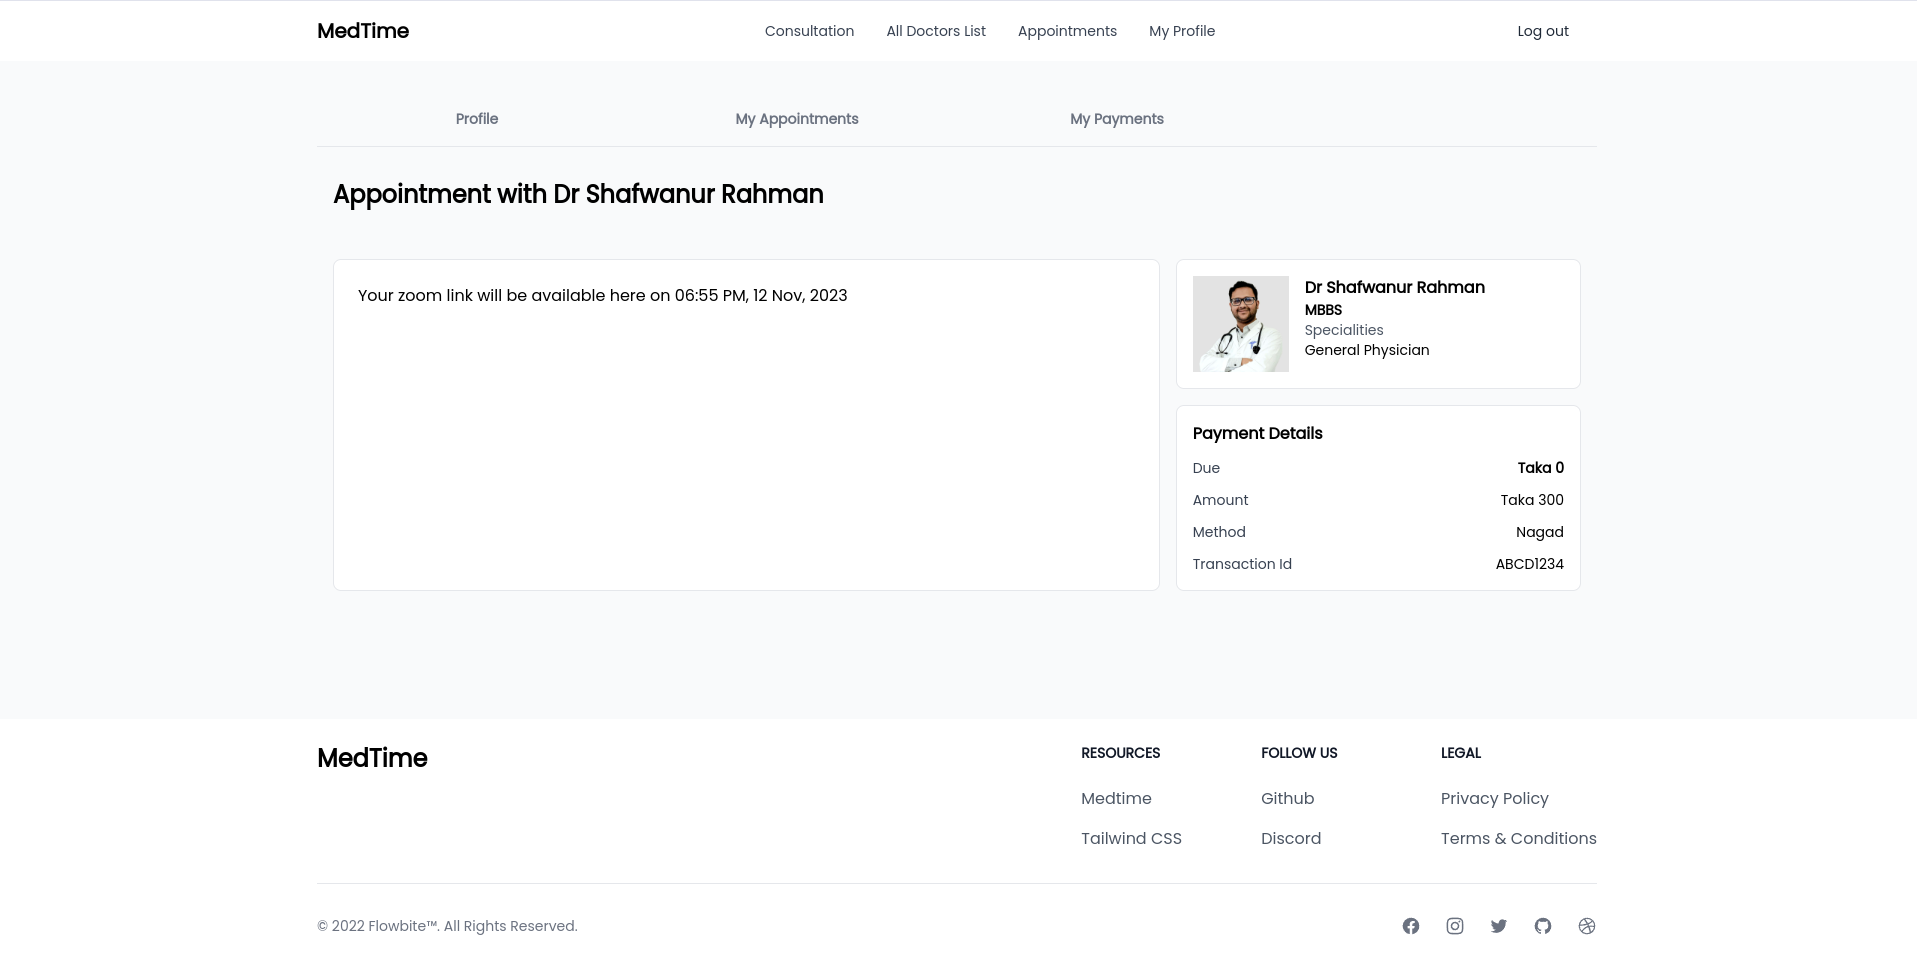 MedTime
Consultation
All Doctors List
Appointments
My Profile
Log out
Profile
My Appointments
My Payments
Appointment with Dr Shafwanur Rahman
Your zoom link will be available here on 06:55 PM, 12 Nov, 2023
Dr Shafwanur Rahman
MBBS
Specialities
General Physician
Payment Details
Due Taka 0
Amount Taka 300
Method Nagad
Transaction Id ABCD1234
MedTime
RESOURCES
Medtime
Tailwind CSS
FOLLOW US
Github
Discord
LEGAL
Privacy Policy
Terms & Conditions
© 2022 Flowbite™. All Rights Reserved.